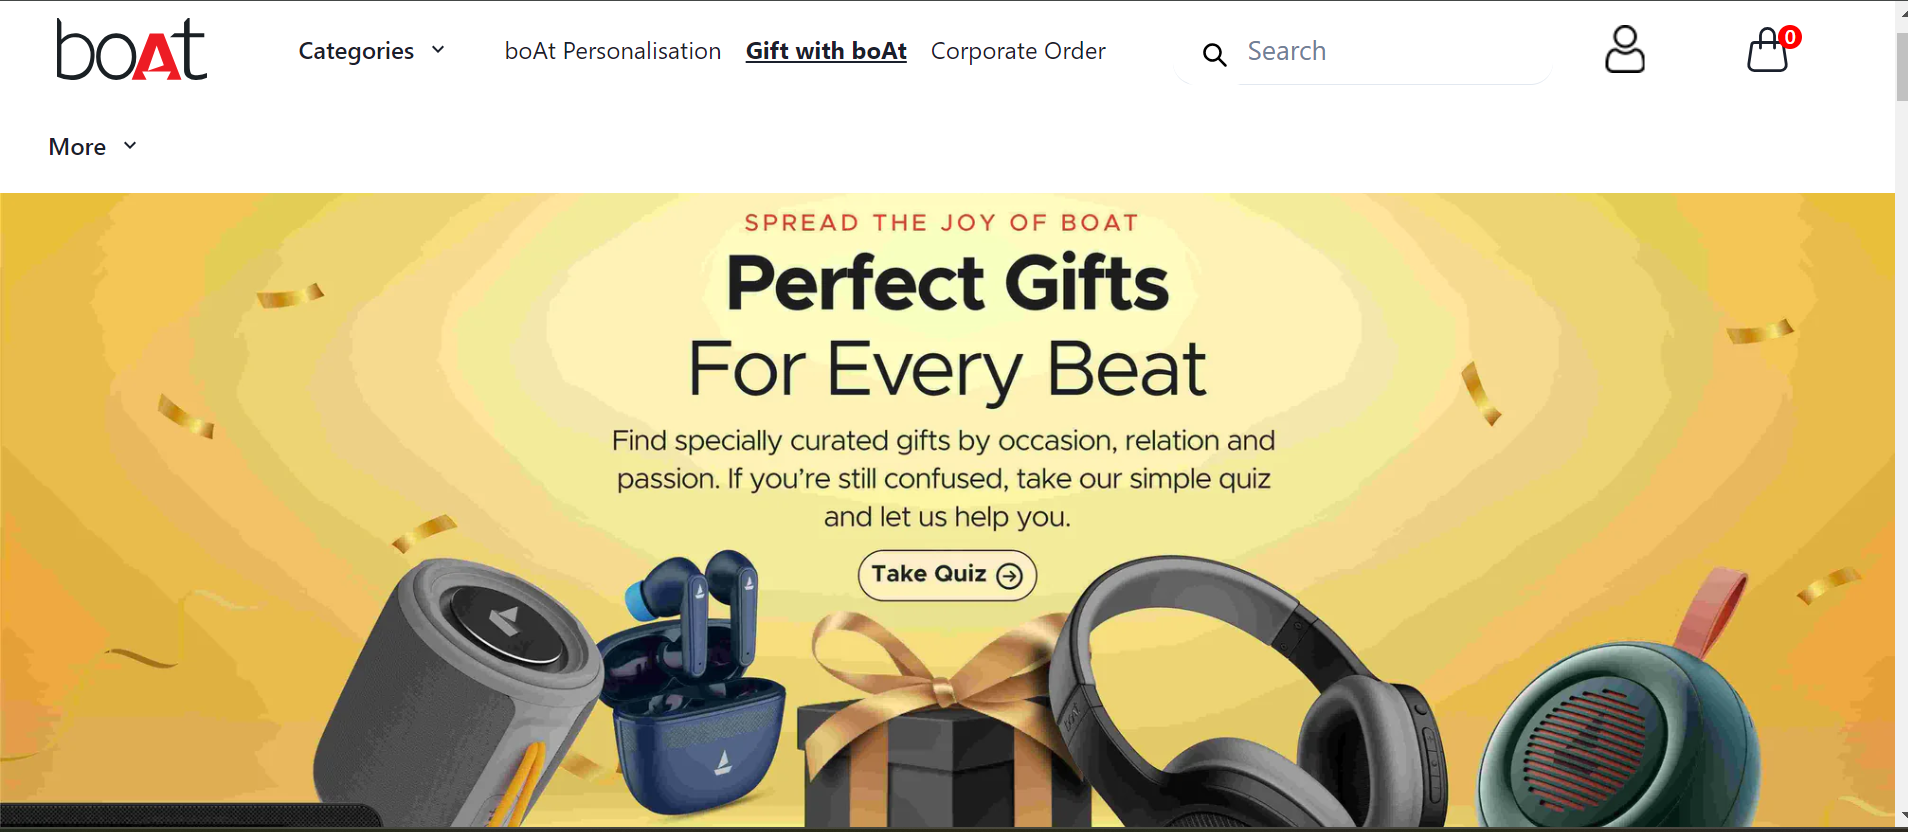 boAt
Categories
boAt Personalisation
Gift with boAt
Corporate Order
Search
0
More
SPREAD THE JOY OF BOAT
Perfect Gifts
For Every Beat
Find specially curated gifts by occasion, relation and
passion. If you’re still confused, take our simple quiz
and let us help you.
Take Quiz